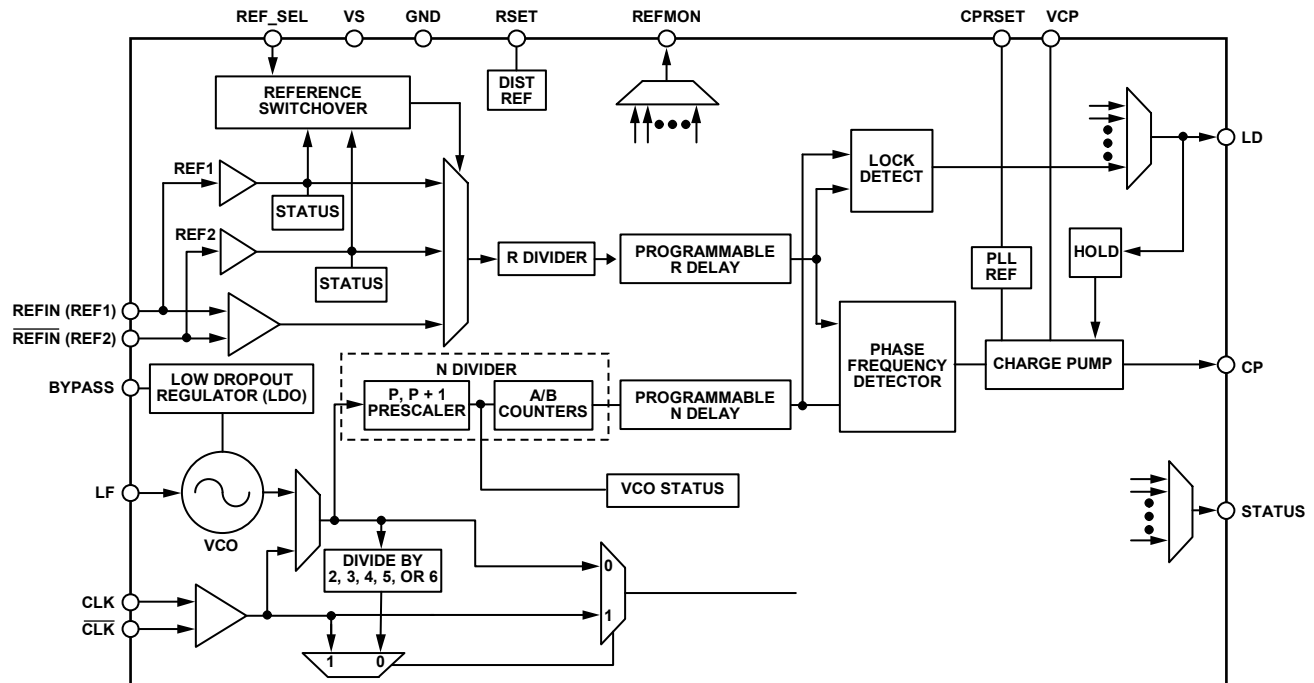 REF_SEL
VS
GND
RSET
REFMON
CPRSET
VCP
REFERENCE
SWITCHOVER
DIST
REF
LD
LOCK
DETECT
REF1
STATUS
REF2
STATUS
R DIVIDER
PROGRAMMABLE
R DELAY
PLL
REF
HOLD
REFIN (REF1)
REFIN (REF2)
BYPASS
LOW DROPOUT
REGULATOR (LDO)
N DIVIDER
P, P + 1
PRESCALER
A/B
COUNTERS
PROGRAMMABLE
N DELAY
PHASE
FREQUENCY
DETECTOR
CHARGE PUMP
CP
LF
VCO
VCO STATUS
STATUS
DIVIDE BY
2, 3, 4, 5, OR 6
0
1
CLK
CLK
1
0